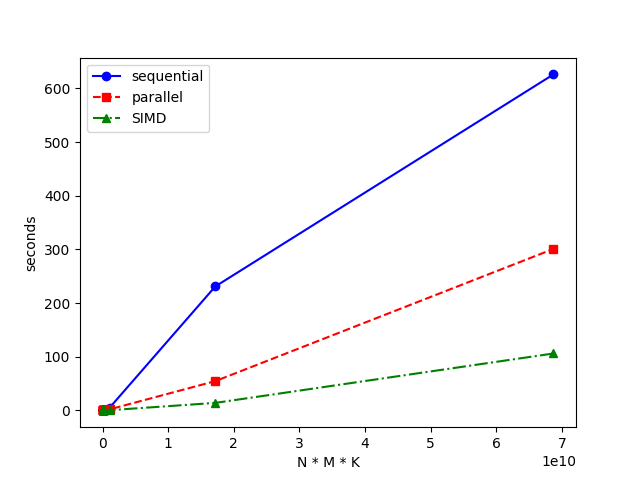 sequential
parallel
SIMD
600
500
400
300
200
100
0
seconds
0 1 2 3 4 5 6 7
1e10
N * M * K